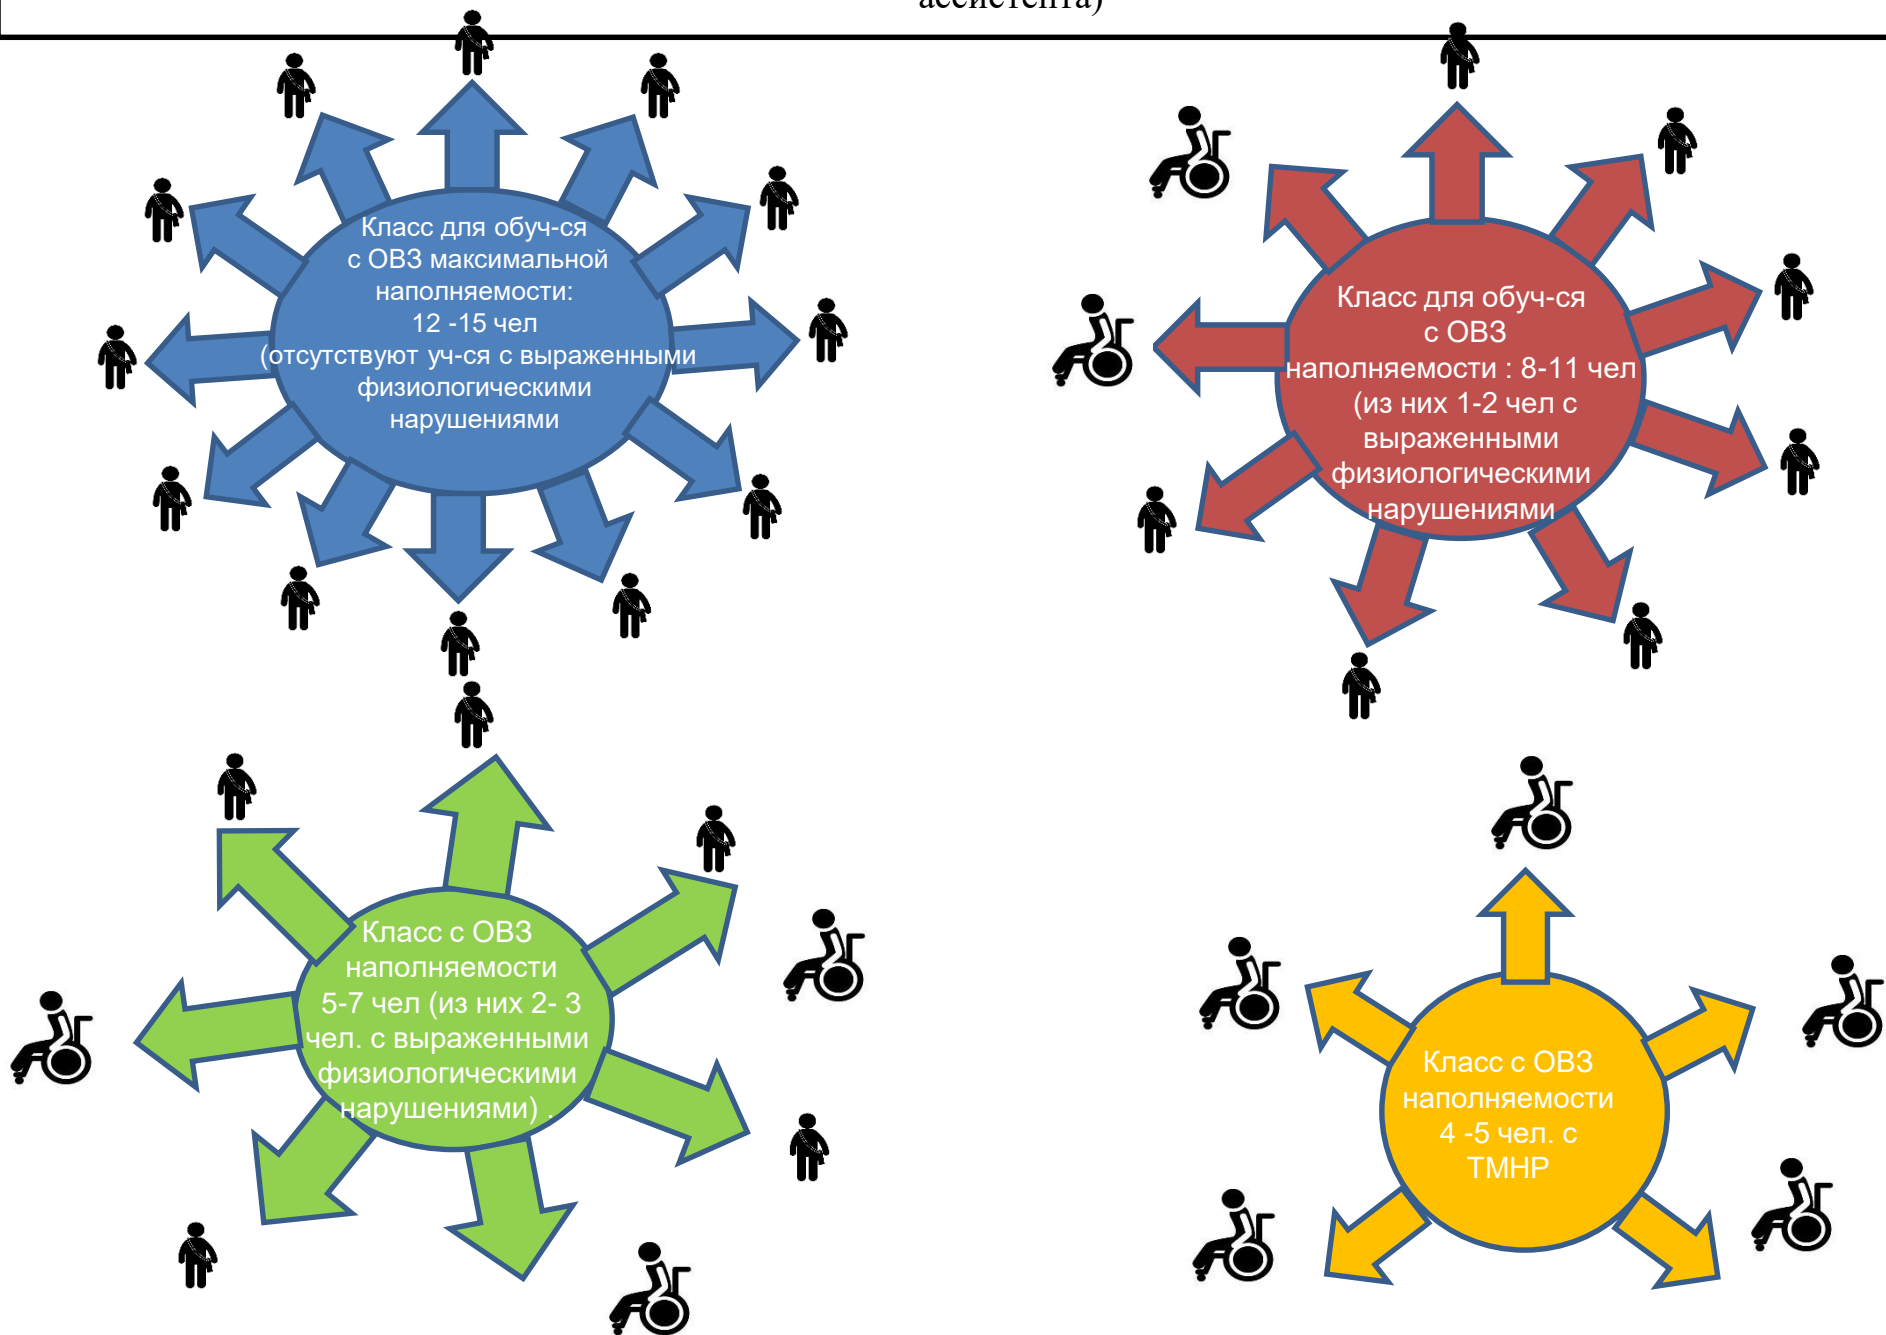 ассистента)
Класс для обуч-ся
с ОВЗ максимальной
наполняемости:
12 -15 чел
(отсутствуют уч-ся с выраженными
физиологическими
нарушениями
Класс для обуч-ся
с ОВЗ
наполняемости : 8-11 чел
(из них 1-2 чел с
выраженными
физиологическими
нарушениями
Класс с ОВЗ
наполняемости
5-7 чел (из них 2- 3
чел. с выраженными
физиологическими
нарушениями) .
Класс с ОВЗ
наполняемости
4 -5 чел. с
ТМНР